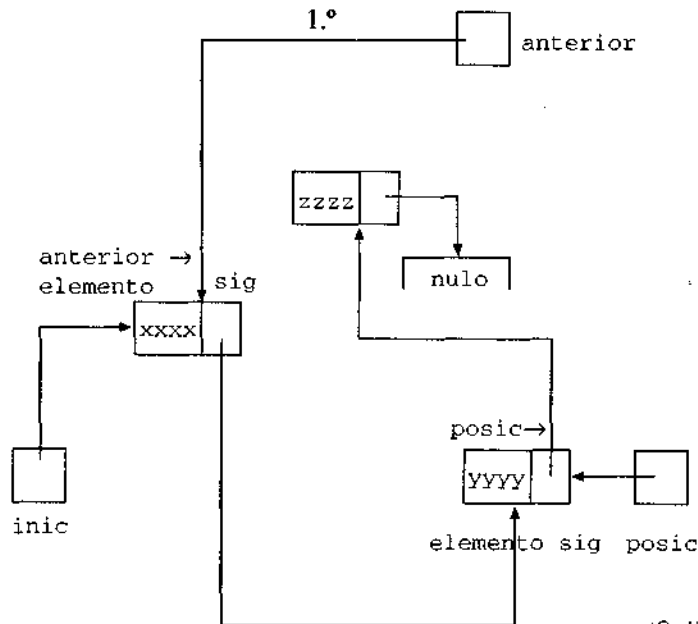 1.º
anterior
zzzz
anterior →
elemento
sig
nulo
xxxx
posic→
yyyy
inic
elemento sig posic